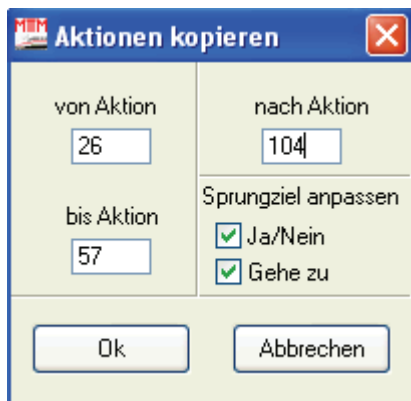 MEM Aktionen kopieren
von Aktion
26
bis Aktion
57
nach Aktion
104
Sprungziel anpassen
Ja/Nein
Gehe zu
Ok
Abbrechen